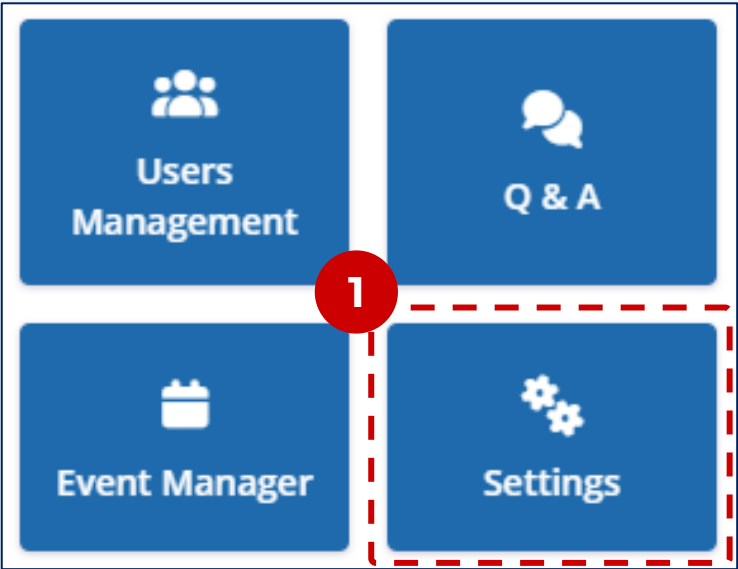 Users
Management
Q & A
1
Event Manager
Settings